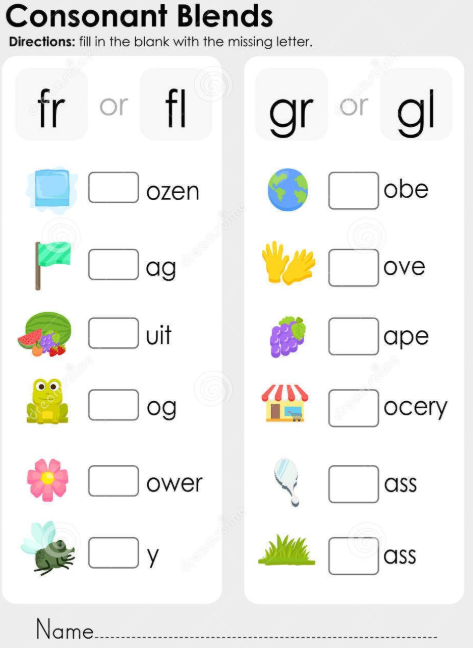 Consonant Blends
Directions: fill in the blank with the missing letter.
fr or fl
ozen
ag
uit
og
ower
y
gr or gl
obe
ove
ape
ocery
ass
ass
Name